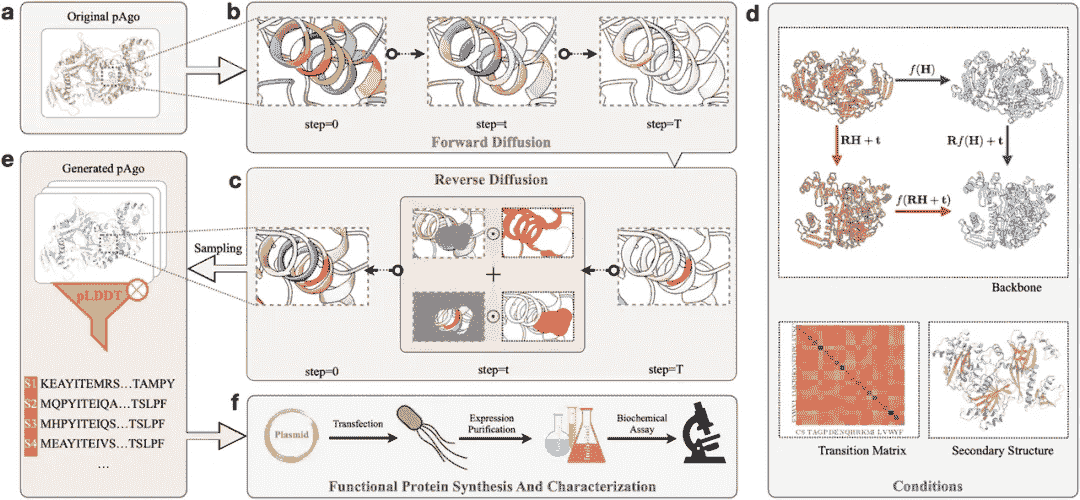 a
Original pAgo
b
step=0
step=t
step=T
Forward Diffusion
c
Reverse Diffusion
Sampling
step=0
step=t
step=T
d
f(H)
RH + t
Rf(H) + t
f(RH + t)
Backbone
Transition Matrix
Secondary Structure
Conditions
e
Generated pAgo
pLDDT
S1 KEAYITEMRS...TAMPY
S2 MQPYITEIQA...TSLPF
S3 MHPYITEIQS...TSLPF
S4 MEAYITEIVS...TSLPF
...
f
Plasmid
Transfection
Expression
Purification
Biochemical
Assay
Functional Protein Synthesis And Characterization